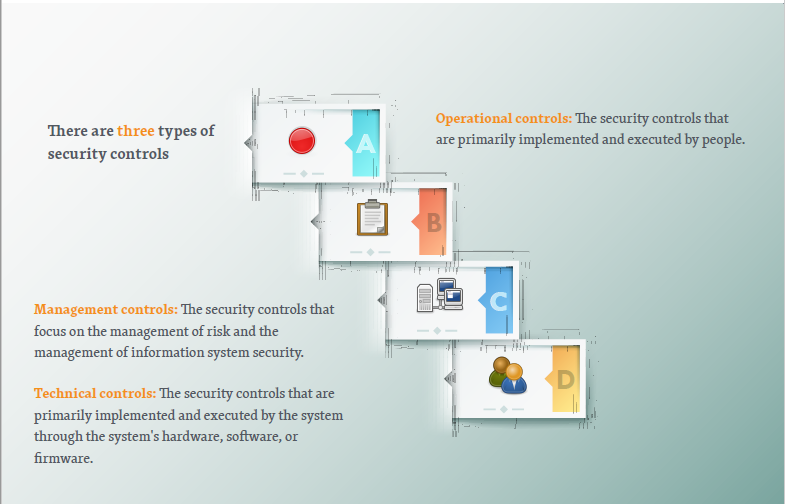 There are three types of
security controls
Operational controls: The security controls that
are primarily implemented and executed by people.
A
B
C
D
Management controls: The security controls that
focus on the management of risk and the
management of information system security.
Technical controls: The security controls that are
primarily implemented and executed by the system
through the system's hardware, software, or
firmware.